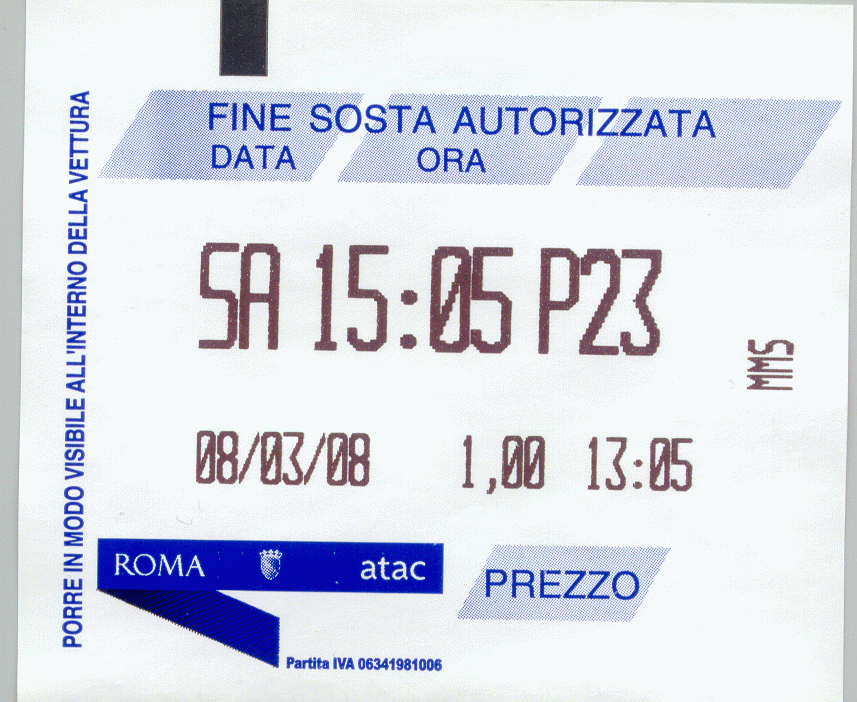 FINE SOSTA AUTORIZZATA
DATA ORA
SA 15:05 P23
MMS
08/03/08 1,00 13:05
ROMA atac
PREZZO
Partita IVA 06341981006
PORRE IN MODO VISIBILE ALL'INTERNO DELLA VETTURA